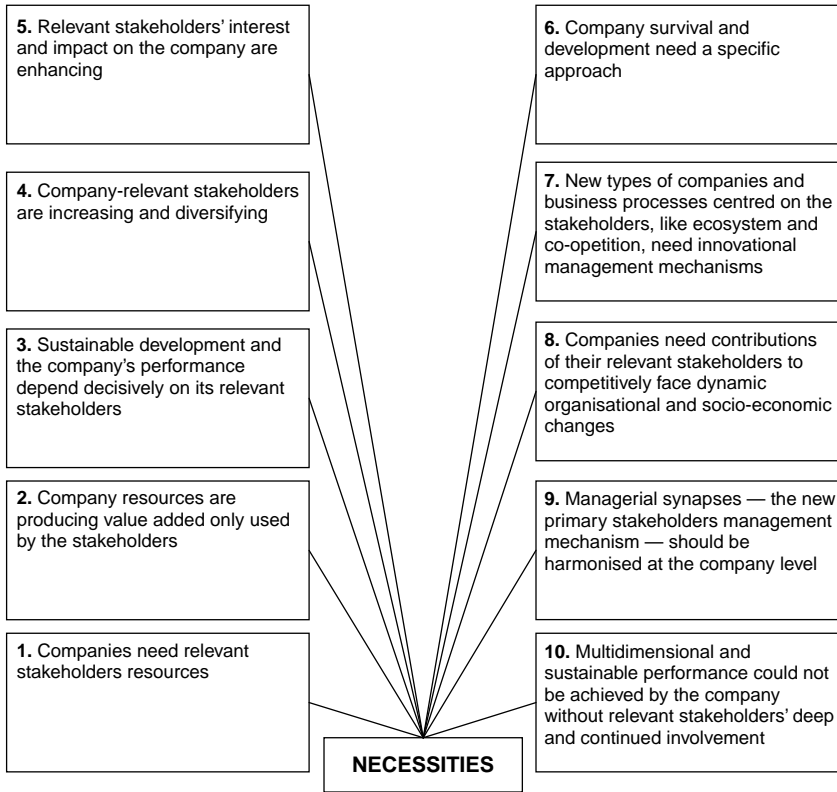 5. Relevant stakeholders’ interest
and impact on the company are
enhancing
4. Company-relevant stakeholders
are increasing and diversifying
3. Sustainable development and
the company’s performance
depend decisively on its relevant
stakeholders
2. Company resources are
producing value added only used
by the stakeholders
1. Companies need relevant
stakeholders resources
6. Company survival and
development need a specific
approach
7. New types of companies and
business processes centred on the
stakeholders, like ecosystem and
co-opetition, need innovational
management mechanisms
8. Companies need contributions
of their relevant stakeholders to
competitively face dynamic
organisational and socio-economic
changes
9. Managerial synapses — the new
primary stakeholders management
mechanism — should be
harmonised at the company level
10. Multidimensional and
sustainable performance could not
be achieved by the company
without relevant stakeholders’ deep
and continued involvement
NECESSITIES